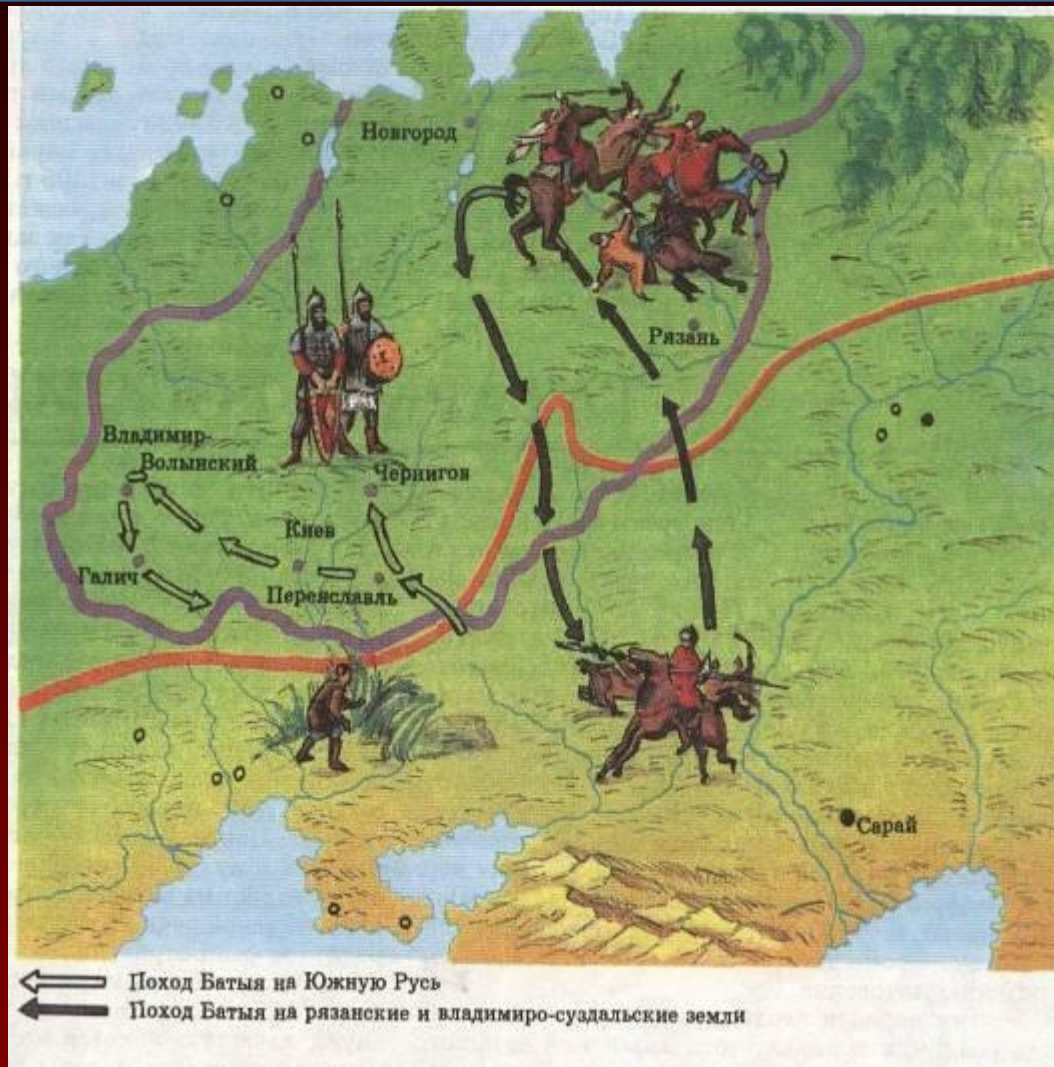 Новгород
Рязань
Владимир-
Волынский
Чернигов
Киев
Галич
Переяславль
Сарай
Поход Батыя на Южную Русь
Поход Батыя на рязанские и владимиро-суздальские земли